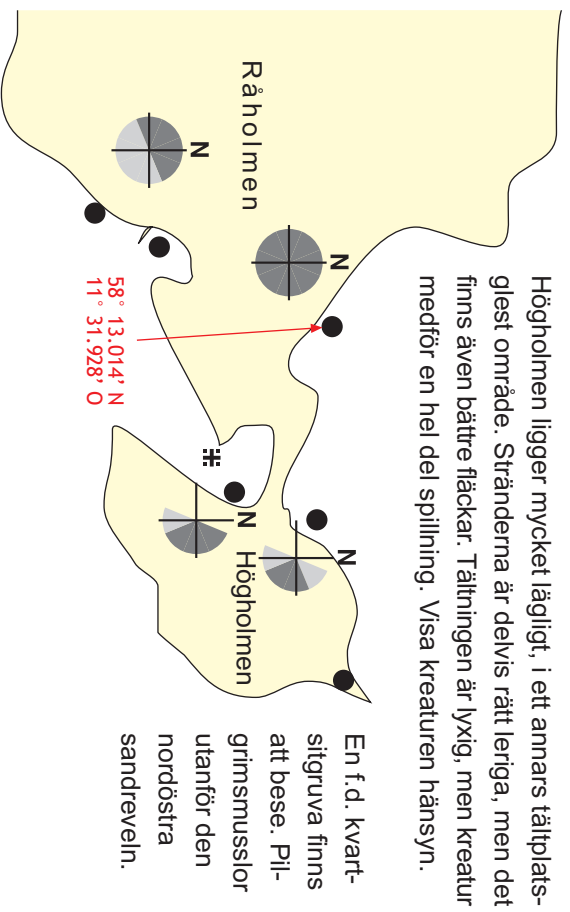 Högholmen ligger mycket lägligt, i ett annars tältplats-
glest område. Stränderna är delvis rätt leriga, men det
finns även bättre fläckar. Tältningen är lyxig, men kreatur
medför en hel del spillning. Visa kreaturen hänsyn.
En f.d. kvart-
sitgruva finns
att bese. Pil-
grimsmusslor
utanför den
nordöstra
sandreveln.
N
N
Råholmen
N
N
Högholmen
58° 13.014' N
11° 31.928' O